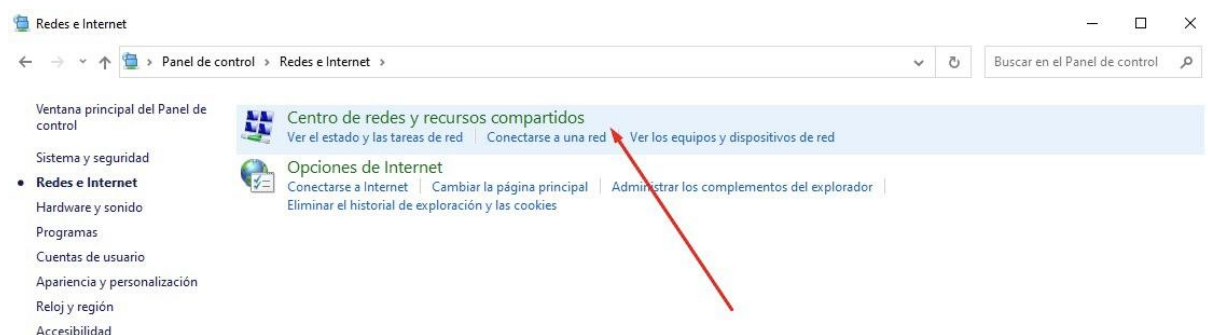 Redes e Internet
Panel de control > Redes e Internet >
Buscar en el Panel de control
Ventana principal del Panel de
control
Sistema y seguridad
Redes e Internet
Hardware y sonido
Programas
Cuentas de usuario
Apariencia y personalización
Reloj y región
Accesibilidad
Centro de redes y recursos compartidos
Ver el estado y las tareas de red | Conectarse a una red | Ver los equipos y dispositivos de red
Opciones de Internet
Conectarse a Internet | Cambiar la página principal | Administrar los complementos del explorador |
Eliminar el historial de exploración y las cookies